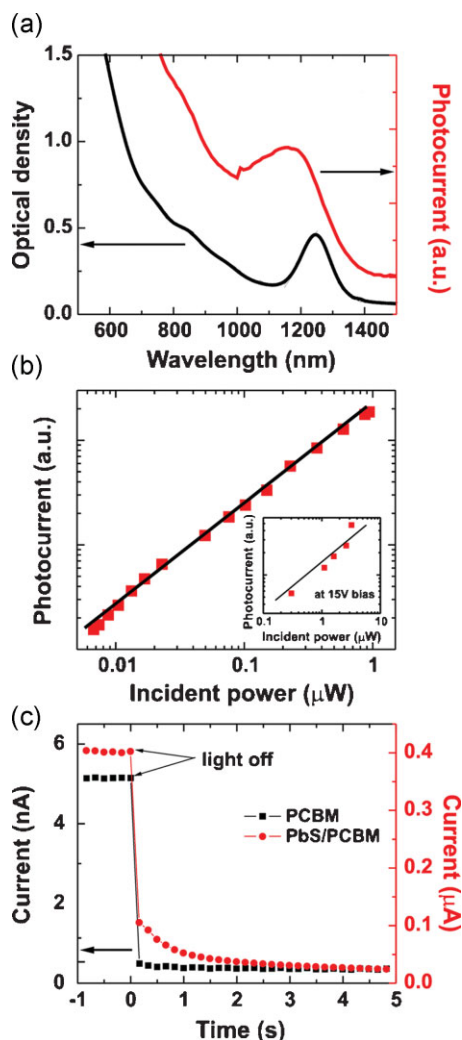 (a)
1.5
1.0
0.5
0.0
Optical density
Photocurrent (a.u.)
600 800 1000 1200 1400
Wavelength (nm)
(b)
Photocurrent (a.u.)
Photocurrent (a.u.)
at 15V bias
0.1 1 10
Incident power (μW)
0.01 0.1 1
Incident power (μW)
(c)
6
4
2
0
Current (nA)
light off
PCBM
PbS/PCBM
0.4
0.3
0.2
0.1
0.0
Current (μA)
-1 0 1 2 3 4 5
Time (s)